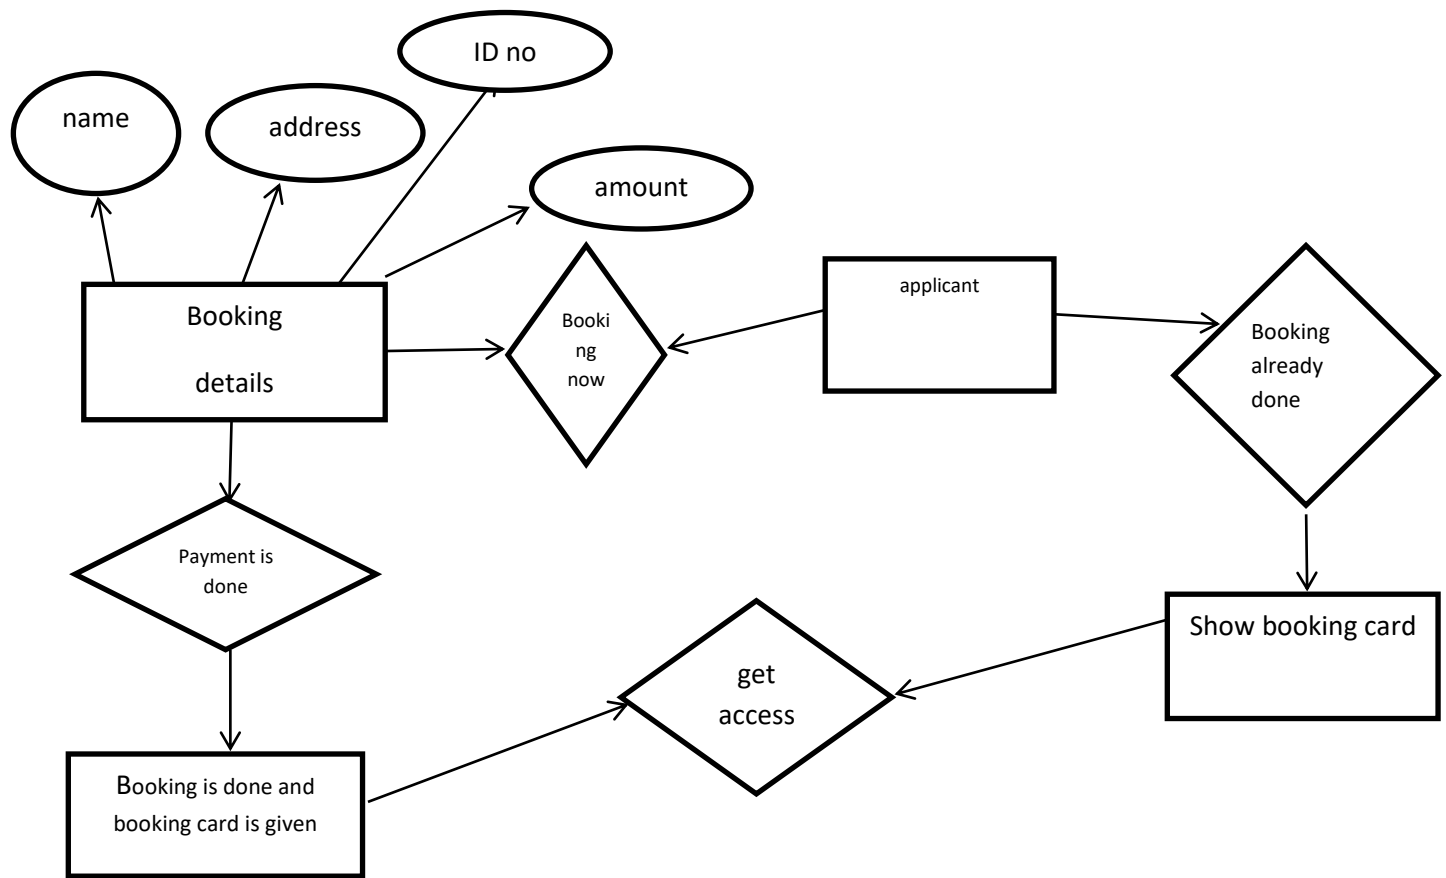 ID no
name
address
amount
Booking
details
Booki
ng
now
applicant
Booking
already
done
Payment is
done
Show booking card
get
access
Booking is done and
booking card is given